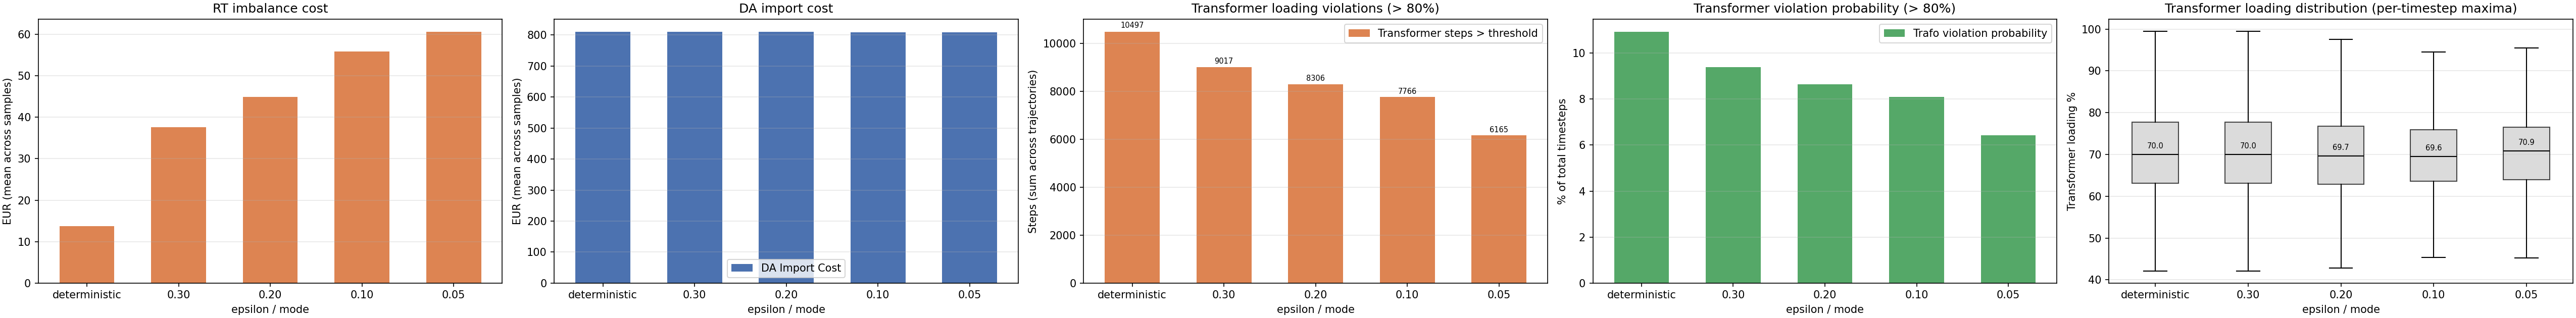 RT imbalance cost
EUR (mean across samples)
60
50
40
30
20
10
0
deterministic
0.30
0.20
0.10
0.05
epsilon / mode
DA import cost
EUR (mean across samples)
800
700
600
500
400
300
200
100
0
DA Import Cost
deterministic
0.30
0.20
0.10
0.05
epsilon / mode
Transformer loading violations (> 80%)
Steps (sum across trajectories)
10000
8000
6000
4000
2000
0
Transformer steps > threshold
10497
9017
8306
7766
6165
deterministic
0.30
0.20
0.10
0.05
epsilon / mode
Transformer violation probability (> 80%)
% of total timesteps
10
8
6
4
2
0
Trafo violation probability
deterministic
0.30
0.20
0.10
0.05
epsilon / mode
Transformer loading distribution (per-timestep maxima)
Transformer loading %
100
90
80
70
60
50
40
70.0
70.0
69.7
69.6
70.9
deterministic
0.30
0.20
0.10
0.05
epsilon / mode